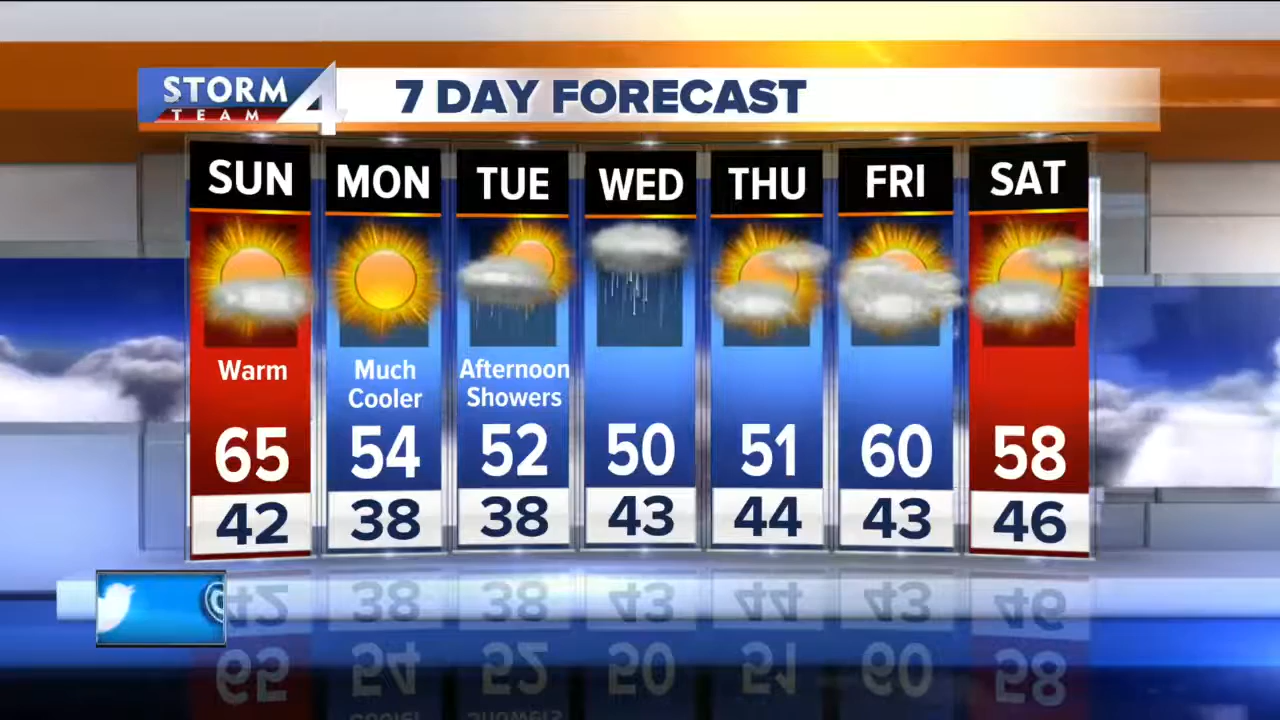 STORM
TEAM 4
7 DAY FORECAST
SUN MON TUE WED THU FRI SAT
Warm Much Cooler Afternoon Showers
65 54 52 50 51 60 58
42 38 38 43 44 43 46